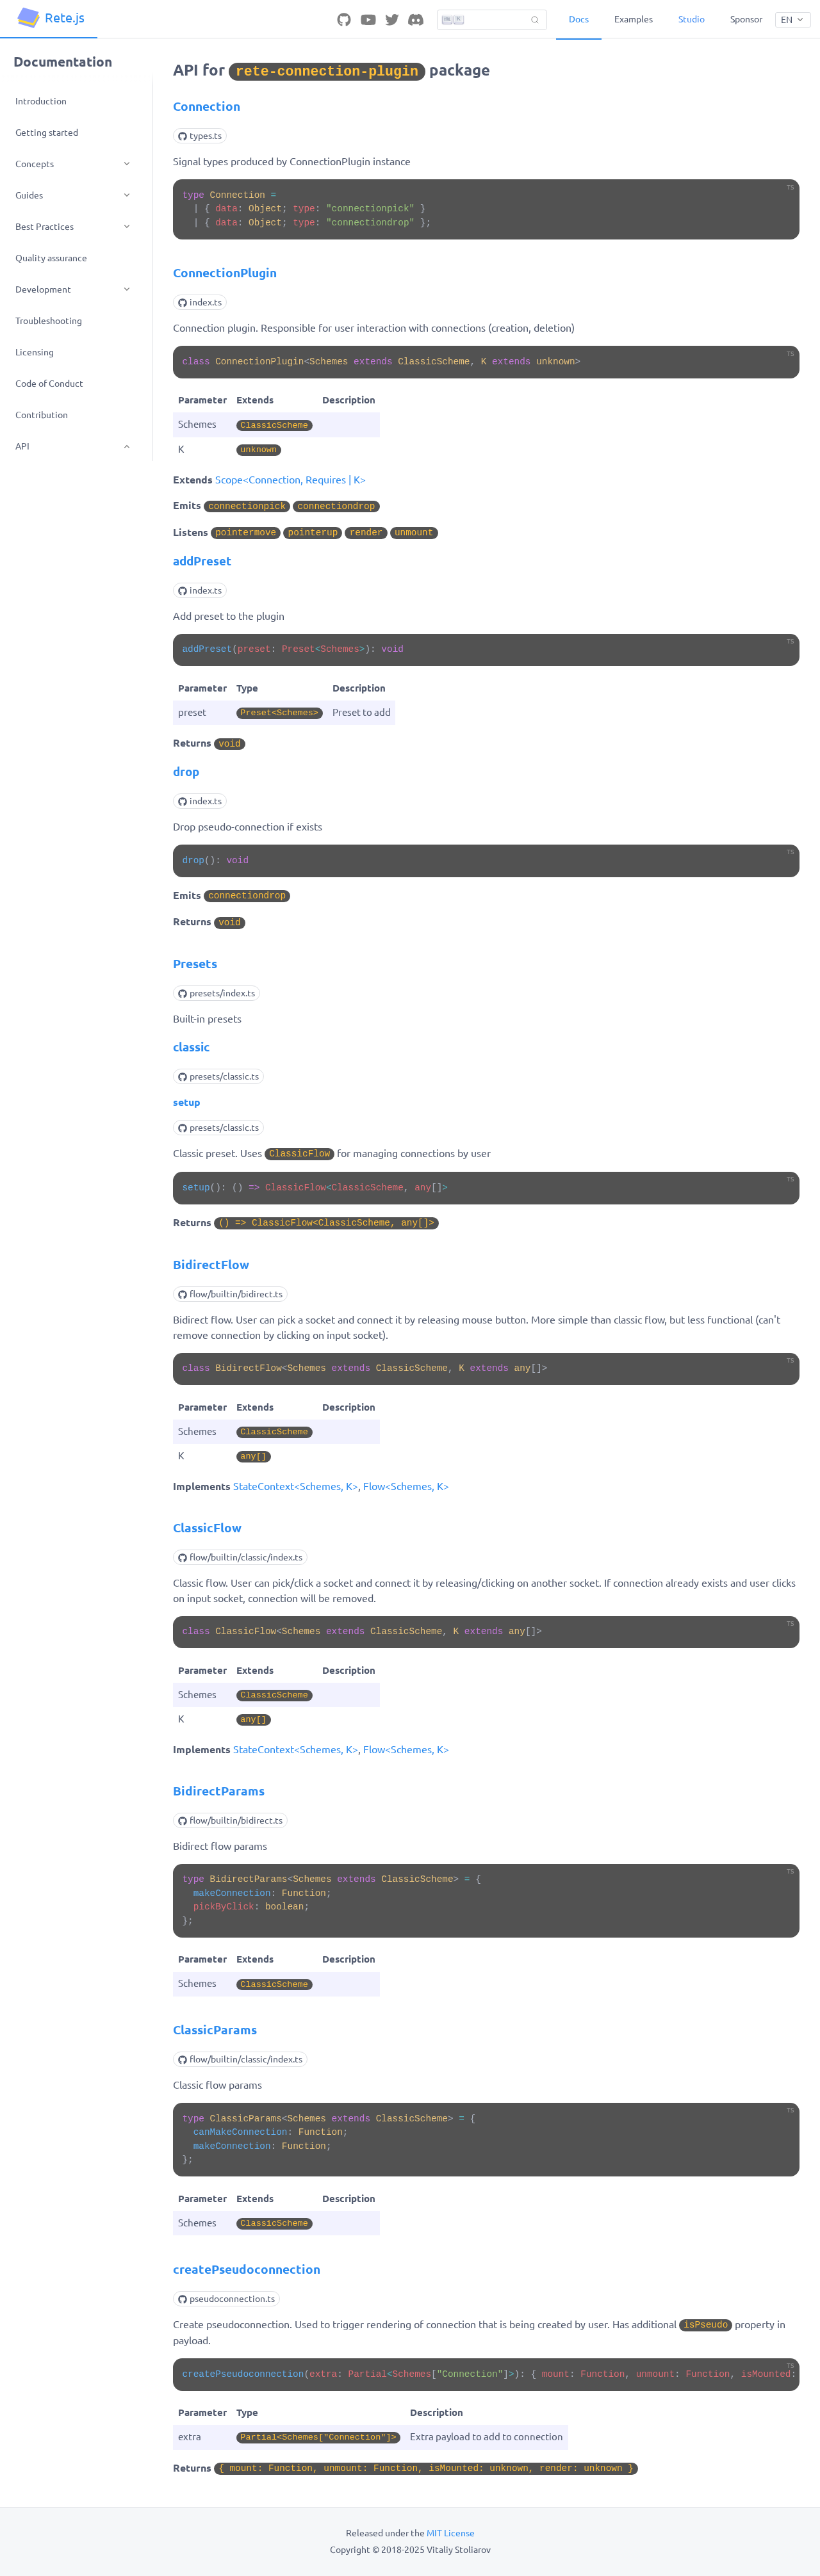 Rete.js
Docs
Examples
Studio
Sponsor
EN
Documentation
Introduction
Getting started
Concepts
Guides
Best Practices
Quality assurance
Development
Troubleshooting
Licensing
Code of Conduct
Contribution
API
API for rete-connection-plugin package
Connection
types.ts
Signal types produced by ConnectionPlugin instance
TS
type Connection =
  | { data: Object; type: "connectionpick" }
  | { data: Object; type: "connectiondrop" };
ConnectionPlugin
index.ts
Connection plugin. Responsible for user interaction with connections (creation, deletion)
TS
class ConnectionPlugin<Schemes extends ClassicScheme, K extends unknown>
Parameter Extends Description
Schemes ClassicScheme
K unknown
Extends Scope<Connection, Requires | K>
Emits connectionpick connectiondrop
Listens pointermove pointerup render unmount
addPreset
index.ts
Add preset to the plugin
TS
addPreset(preset: Preset<Schemes>): void
Parameter Type Description
preset Preset<Schemes> Preset to add
Returns void
drop
index.ts
Drop pseudo-connection if exists
TS
drop(): void
Emits connectiondrop
Returns void
Presets
presets/index.ts
Built-in presets
classic
presets/classic.ts
setup
presets/classic.ts
Classic preset. Uses ClassicFlow for managing connections by user
TS
setup(): () => ClassicFlow<ClassicScheme, any[]>
Returns () => ClassicFlow<ClassicScheme, any[]>
BidirectFlow
flow/builtin/bidirect.ts
Bidirect flow. User can pick a socket and connect it by releasing mouse button. More simple than classic flow, but less functional (can't
remove connection by clicking on input socket).
TS
class BidirectFlow<Schemes extends ClassicScheme, K extends any[]>
Parameter Extends Description
Schemes ClassicScheme
K any[]
Implements StateContext<Schemes, K>, Flow<Schemes, K>
ClassicFlow
flow/builtin/classic/index.ts
Classic flow. User can pick/click a socket and connect it by releasing/clicking on another socket. If connection already exists and user clicks
on input socket, connection will be removed.
TS
class ClassicFlow<Schemes extends ClassicScheme, K extends any[]>
Parameter Extends Description
Schemes ClassicScheme
K any[]
Implements StateContext<Schemes, K>, Flow<Schemes, K>
BidirectParams
flow/builtin/bidirect.ts
Bidirect flow params
TS
type BidirectParams<Schemes extends ClassicScheme> = {
  makeConnection: Function;
  pickByClick: boolean;
};
Parameter Extends Description
Schemes ClassicScheme
ClassicParams
flow/builtin/classic/index.ts
Classic flow params
TS
type ClassicParams<Schemes extends ClassicScheme> = {
  canMakeConnection: Function;
  makeConnection: Function;
};
Parameter Extends Description
Schemes ClassicScheme
createPseudoconnection
pseudoconnection.ts
Create pseudoconnection. Used to trigger rendering of connection that is being created by user. Has additional isPseudo property in
payload.
TS
createPseudoconnection(extra: Partial<Schemes["Connection"]>): { mount: Function, unmount: Function, isMounted:
Parameter Type Description
extra Partial<Schemes["Connection"]> Extra payload to add to connection
Returns { mount: Function, unmount: Function, isMounted: unknown, render: unknown }
Released under the MIT License
Copyright © 2018-2025 Vitaliy Stoliarov